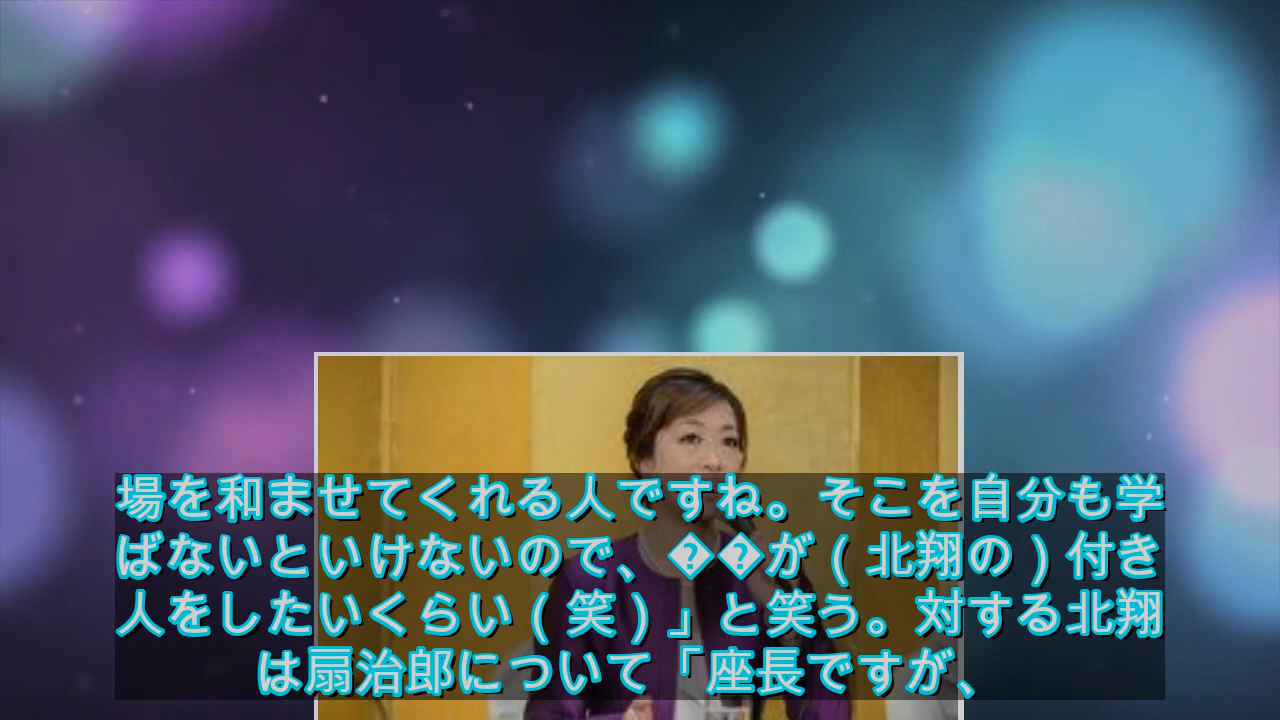 場を和ませてくれる人ですね。そこを自分も学
ばないといけないので、��が(北翔の)付き
人をしたいくらい(笑)」と笑う。対する北翔
は扇治郎について「座長ですが、